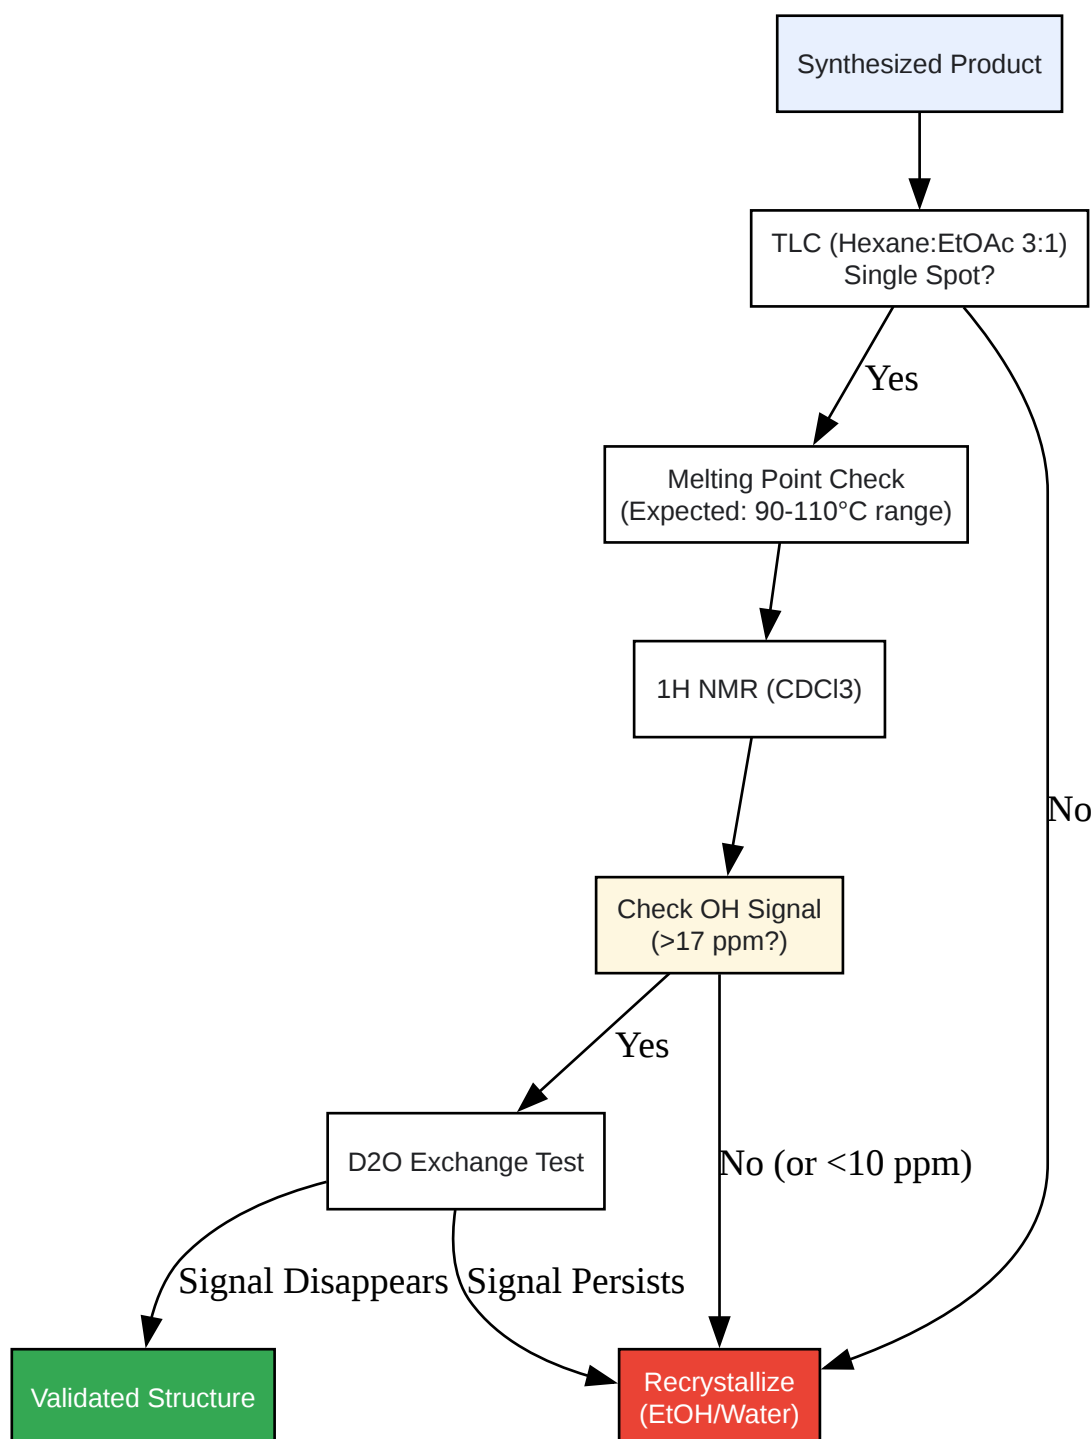 Synthesized Product
TLC (Hexane:EtOAc 3:1)
Single Spot?
Yes
Melting Point Check
(Expected: 90-110°C range)
1H NMR (CDCl3)
No
Check OH Signal
(>17 ppm?)
Yes
D2O Exchange Test
No (or <10 ppm)
Signal Disappears
Signal Persists
Validated Structure
Recrystallize
(EtOH/Water)